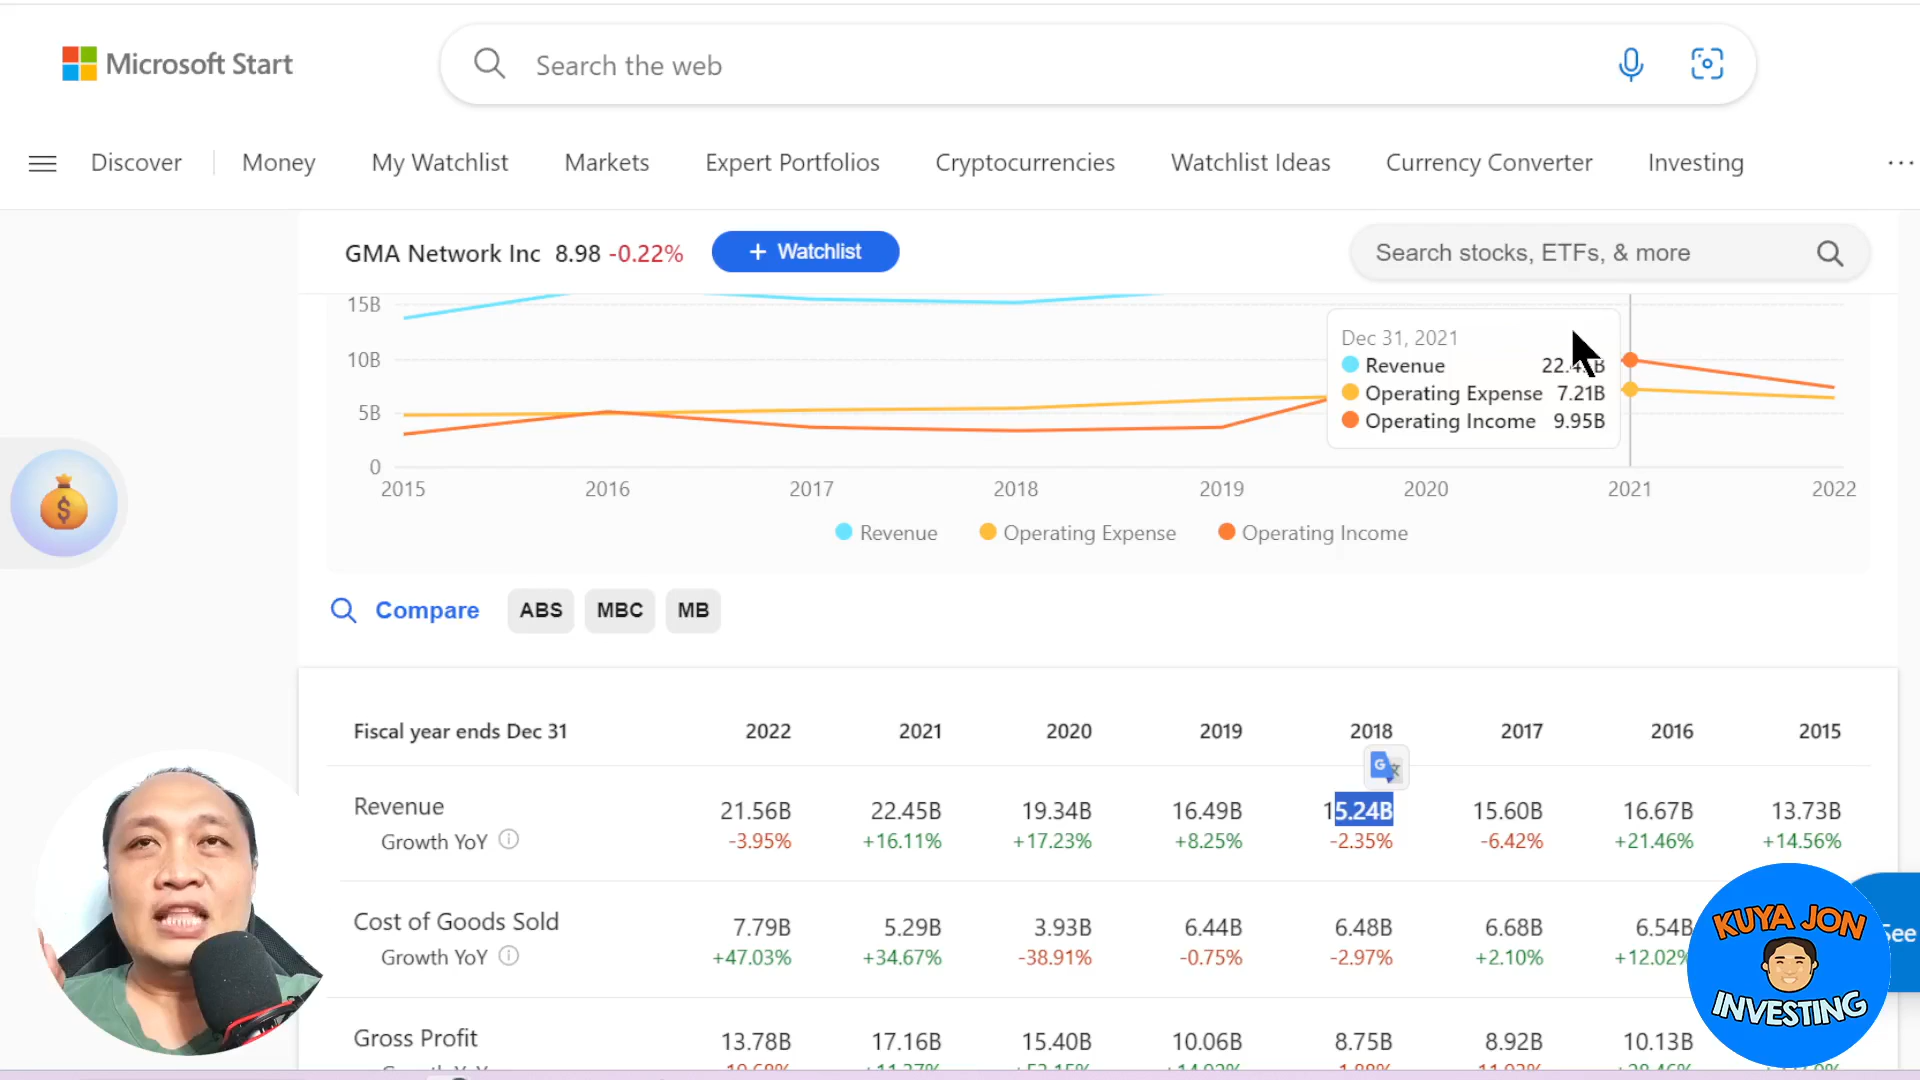 Microsoft Start
Search the web
Discover
Money
My Watchlist
Markets
Expert Portfolios
Cryptocurrencies
Watchlist Ideas
Currency Converter
Investing
...
GMA Network Inc 8.98 -0.22%
+ Watchlist
Search stocks, ETFs, & more
15B
10B
5B
0
Dec 31, 2021
Revenue
Operating Expense 7.21B
Operating Income 9.95B
2015 2016 2017 2018 2019 2020 2021 2022
Revenue Operating Expense Operating Income
Compare ABS MBC MB
Fiscal year ends Dec 31 2022 2021 2020 2019 2018 2017 2016 2015
Revenue 21.56B 22.45B 19.34B 16.49B 15.24B 15.60B 16.67B 13.73B
Growth YoY -3.95% +16.11% +17.23% +8.25% -2.35% -6.42% +21.46% +14.56%
Cost of Goods Sold 7.79B 5.29B 3.93B 6.44B 6.48B 6.68B 6.54B
Growth YoY +47.03% +34.67% -38.91% -0.75% -2.97% +2.10% +12.02%
Gross Profit 13.78B 17.16B 15.40B 10.06B 8.75B 8.92B 10.13B
KUYA JON
INVESTING
See